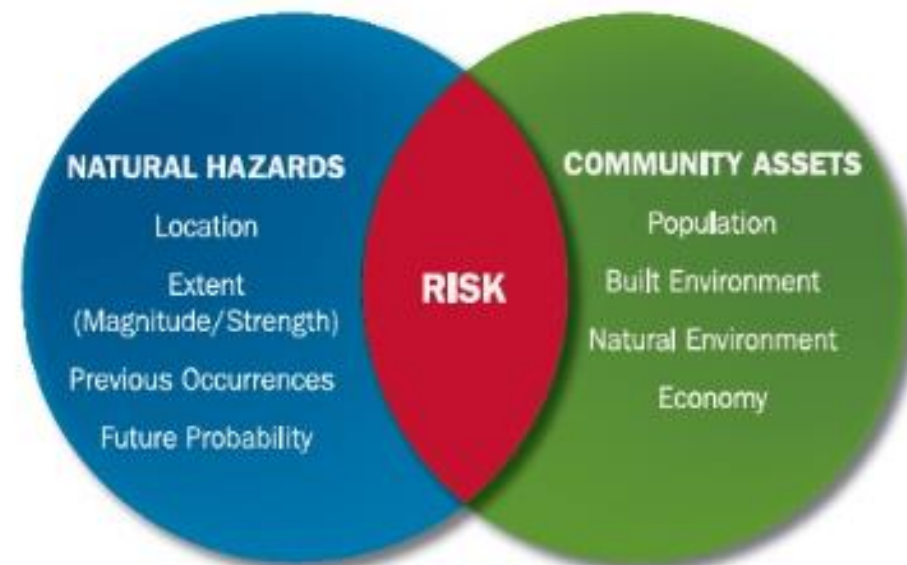 NATURAL HAZARDS
Location
Extent
(Magnitude/Strength)
Previous Occurrences
Future Probability
RISK
COMMUNITY ASSETS
Population
Built Environment
Natural Environment
Economy